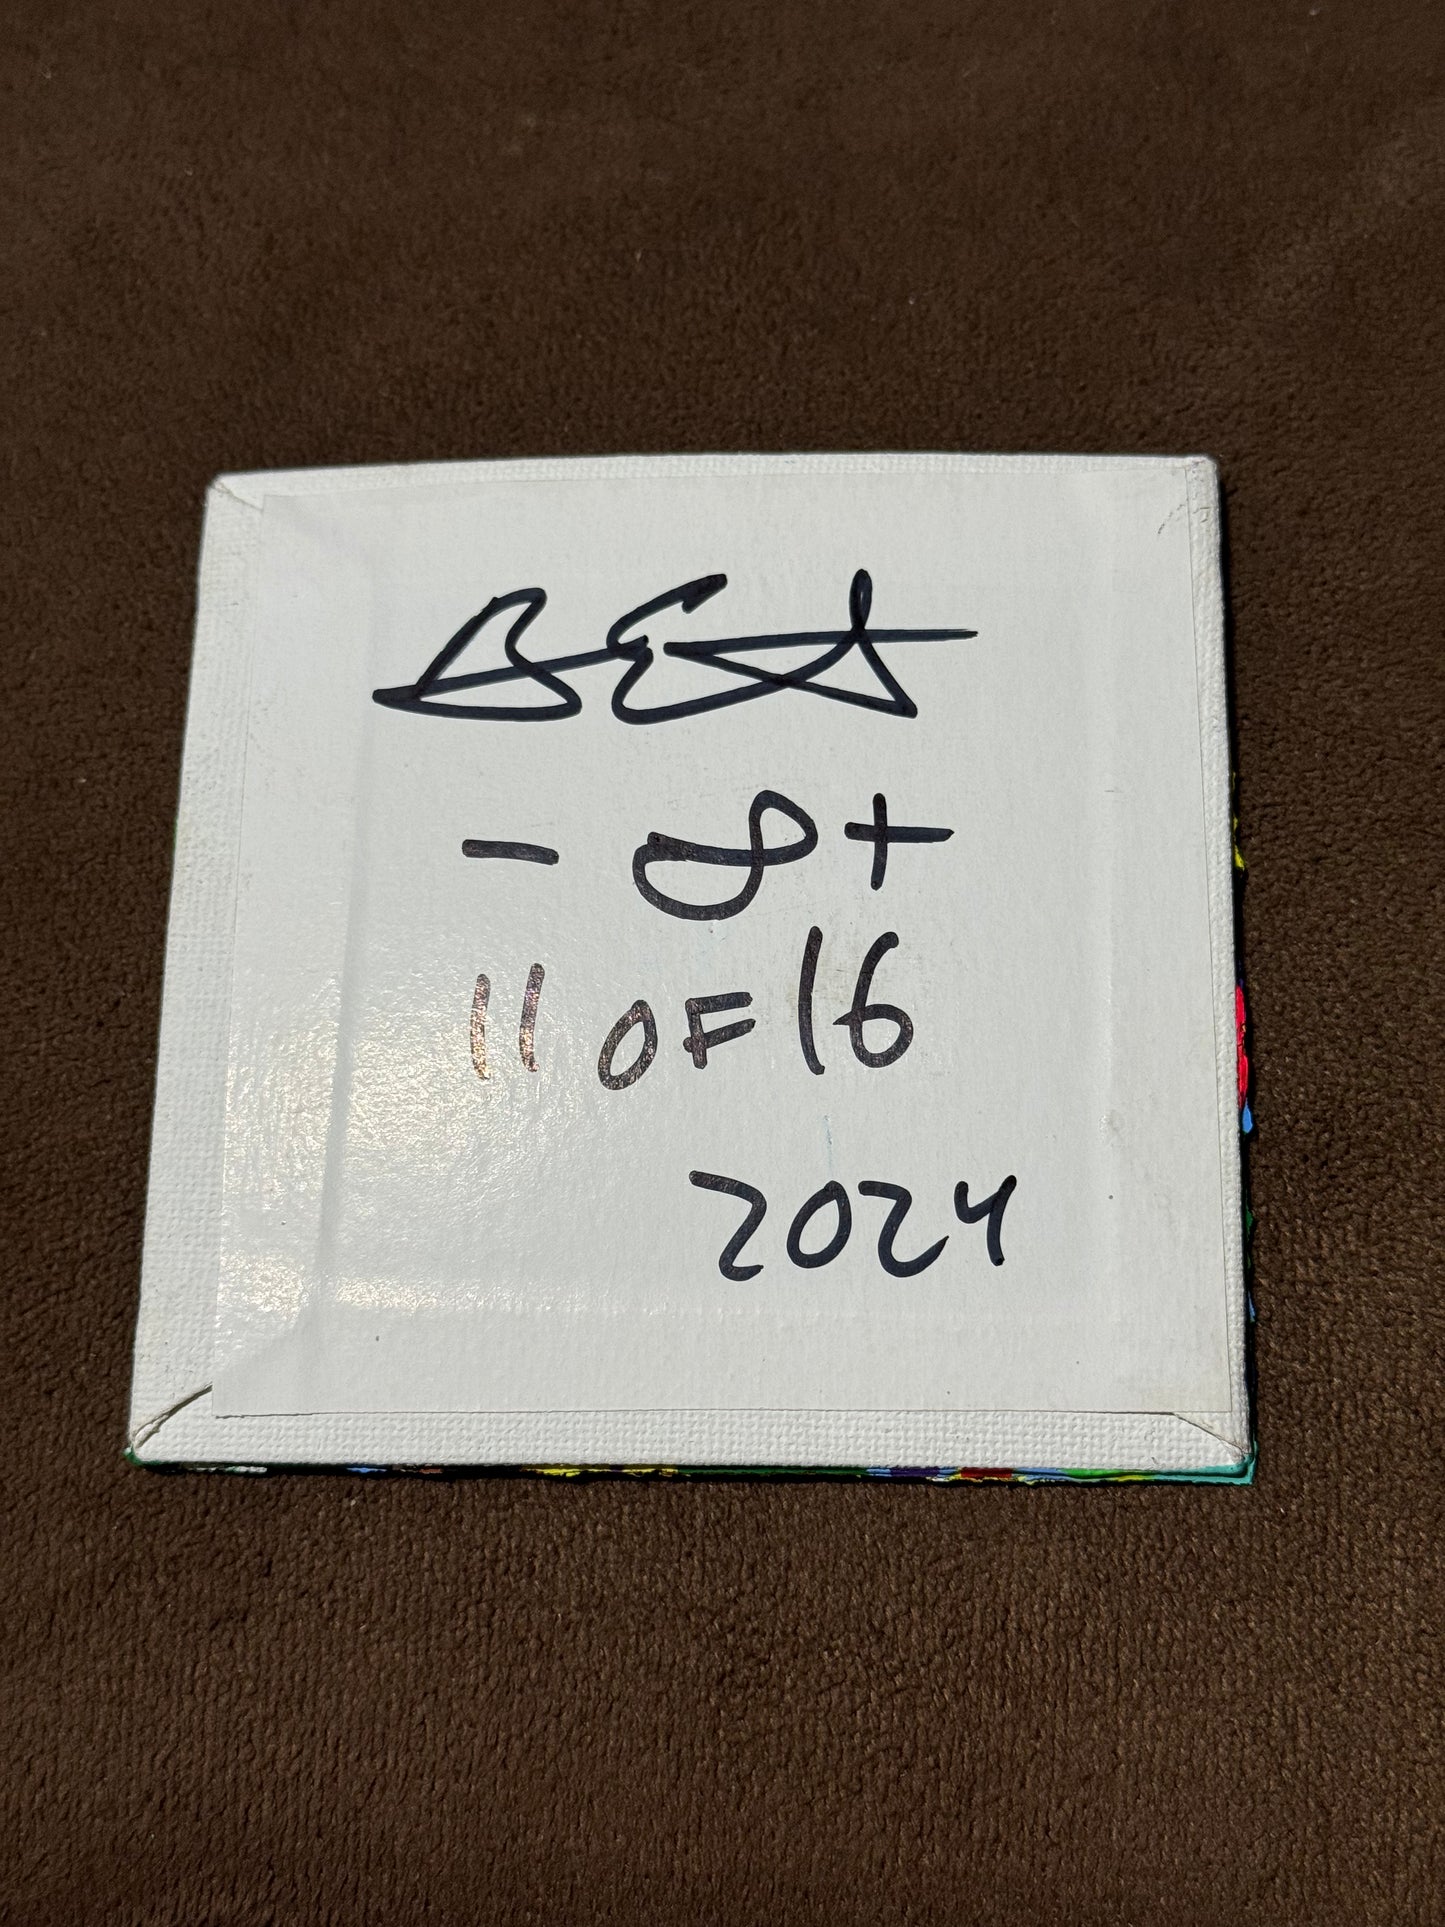 - ∞ +
11 OF 16
2024